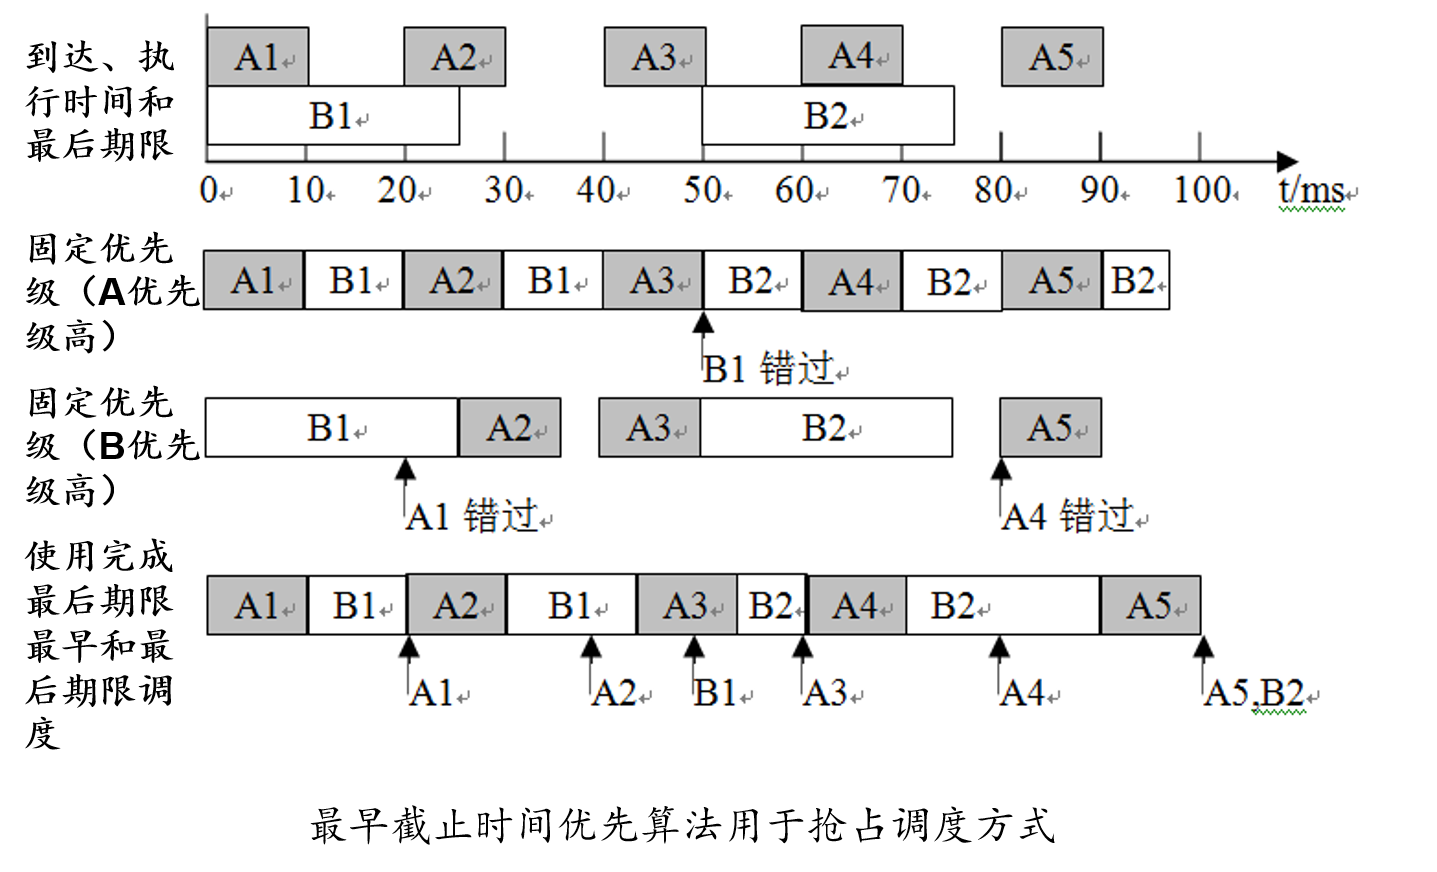 到达、执
行时间和
最后期限
A1↵ A2↵ A3↵ A4↵ A5↵
B1↵ B2↵
0↵ 10↵ 20↵ 30↵ 40↵ 50↵ 60↵ 70↵ 80↵ 90↵ 100↵ t/ms↵
固定优先
级（A优先
级高）
A1↵ B1↵ A2↵ B1↵ A3↵ B2↵ A4↵ B2↵ A5↵ B2↵
B1 错过↵
固定优先
级（B优先
级高）
B1↵ A2↵ A3↵ B2↵ A5↵
A1 错过↵ A4 错过↵
使用完成
最后期限
最早和最
后期限调
度
A1↵ B1↵ A2↵ B1↵ A3↵ B2↵ A4↵ B2↵ A5↵
A1↵ A2↵ B1↵ A3↵ A4↵ A5,B2↵
最早截止时间优先算法用于抢占调度方式